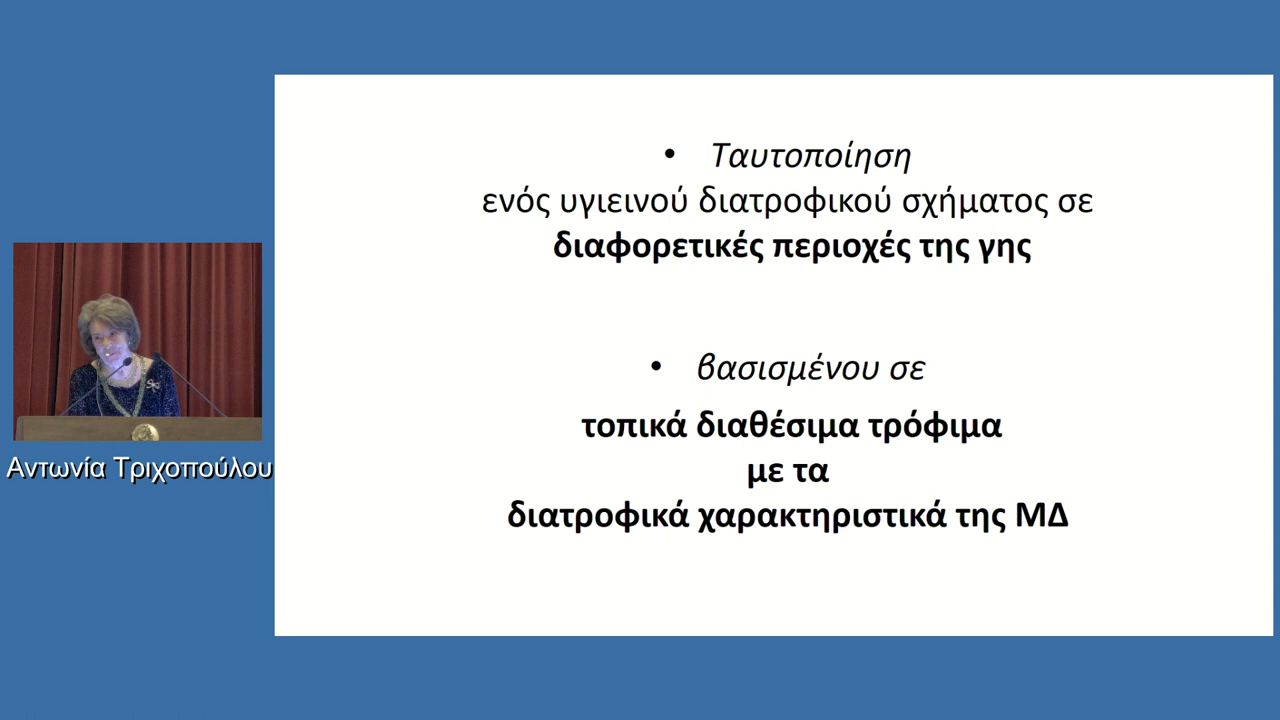 • Ταυτοποίηση
ενός υγιεινού διατροφικού σχήματος σε
διαφορετικές περιοχές της γης
• βασισμένου σε
τοπικά διαθέσιμα τρόφιμα
με τα
διατροφικά χαρακτηριστικά της ΜΔ
Αντωνία Τριχοπούλου